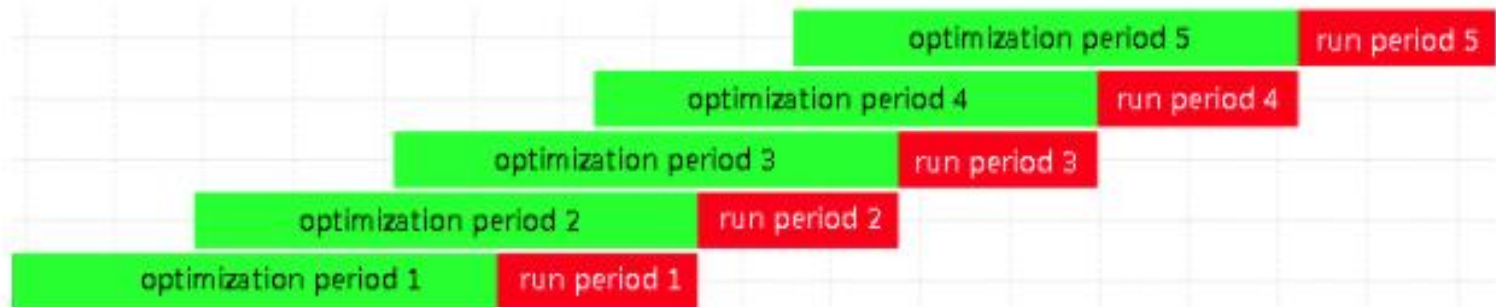 optimization period 5 run period 5
optimization period 4 run period 4
optimization period 3 run period 3
optimization period 2 run period 2
optimization period 1 run period 1